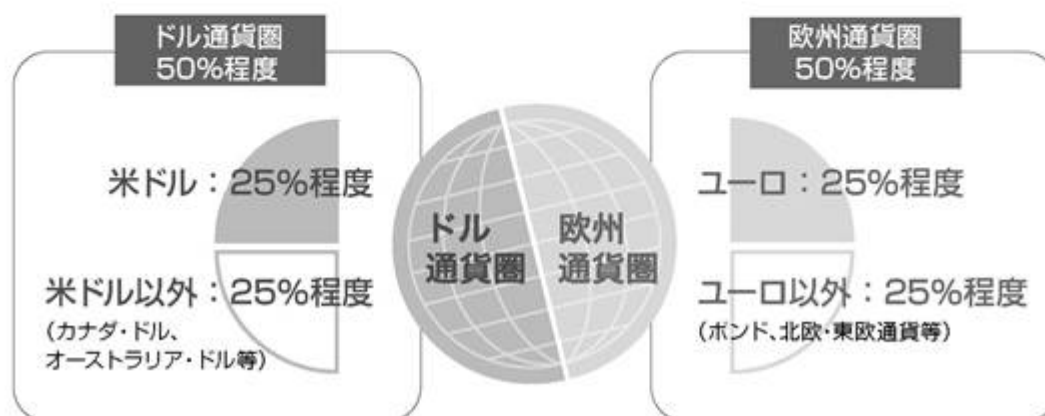 ドル通貨圏
50%程度
米ドル：25%程度
米ドル以外：25%程度
(カナダ・ドル、
オーストラリア・ドル等)
ドル
通貨圏
欧州
通貨圏
欧州通貨圏
50%程度
ユーロ：25%程度
ユーロ以外：25%程度
(ポンド、北欧・東欧通貨等)